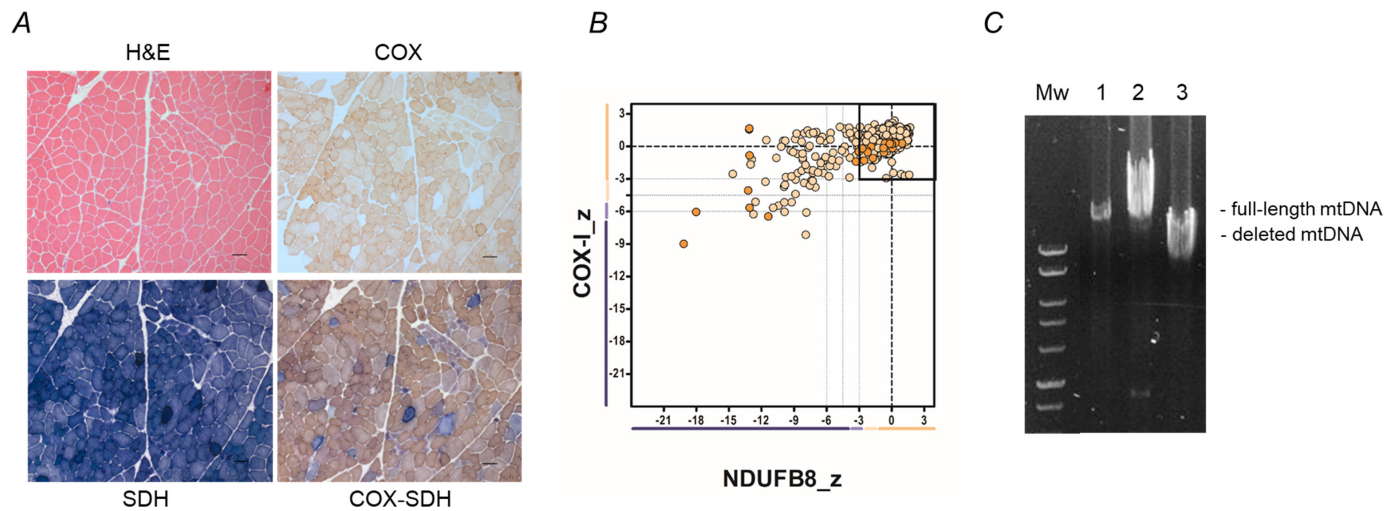 A
H&E
COX
SDH
COX-SDH
B
COX-I_z
3
0
-3
-6
-9
-12
-15
-18
-21
-21
-18
-15
-12
-9
-6
-3
0
3
NDUFB8_z
C
Mw 1 2 3
- full-length mtDNA
- deleted mtDNA